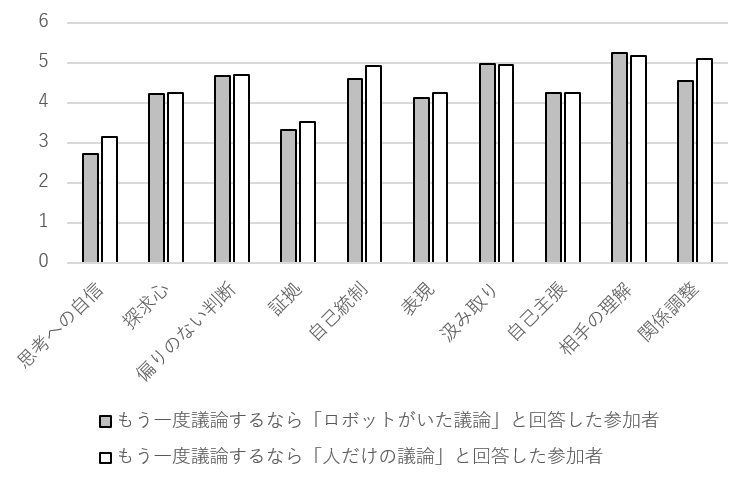 6
5
4
3
2
1
0
思考への自信
探求心
偏りのない判断
証拠
自己統制
表現
汲み取り
自己主張
相手の理解
関係調整
もう一度議論するなら「ロボットがいた議論」と回答した参加者
もう一度議論するなら「人だけの議論」と回答した参加者